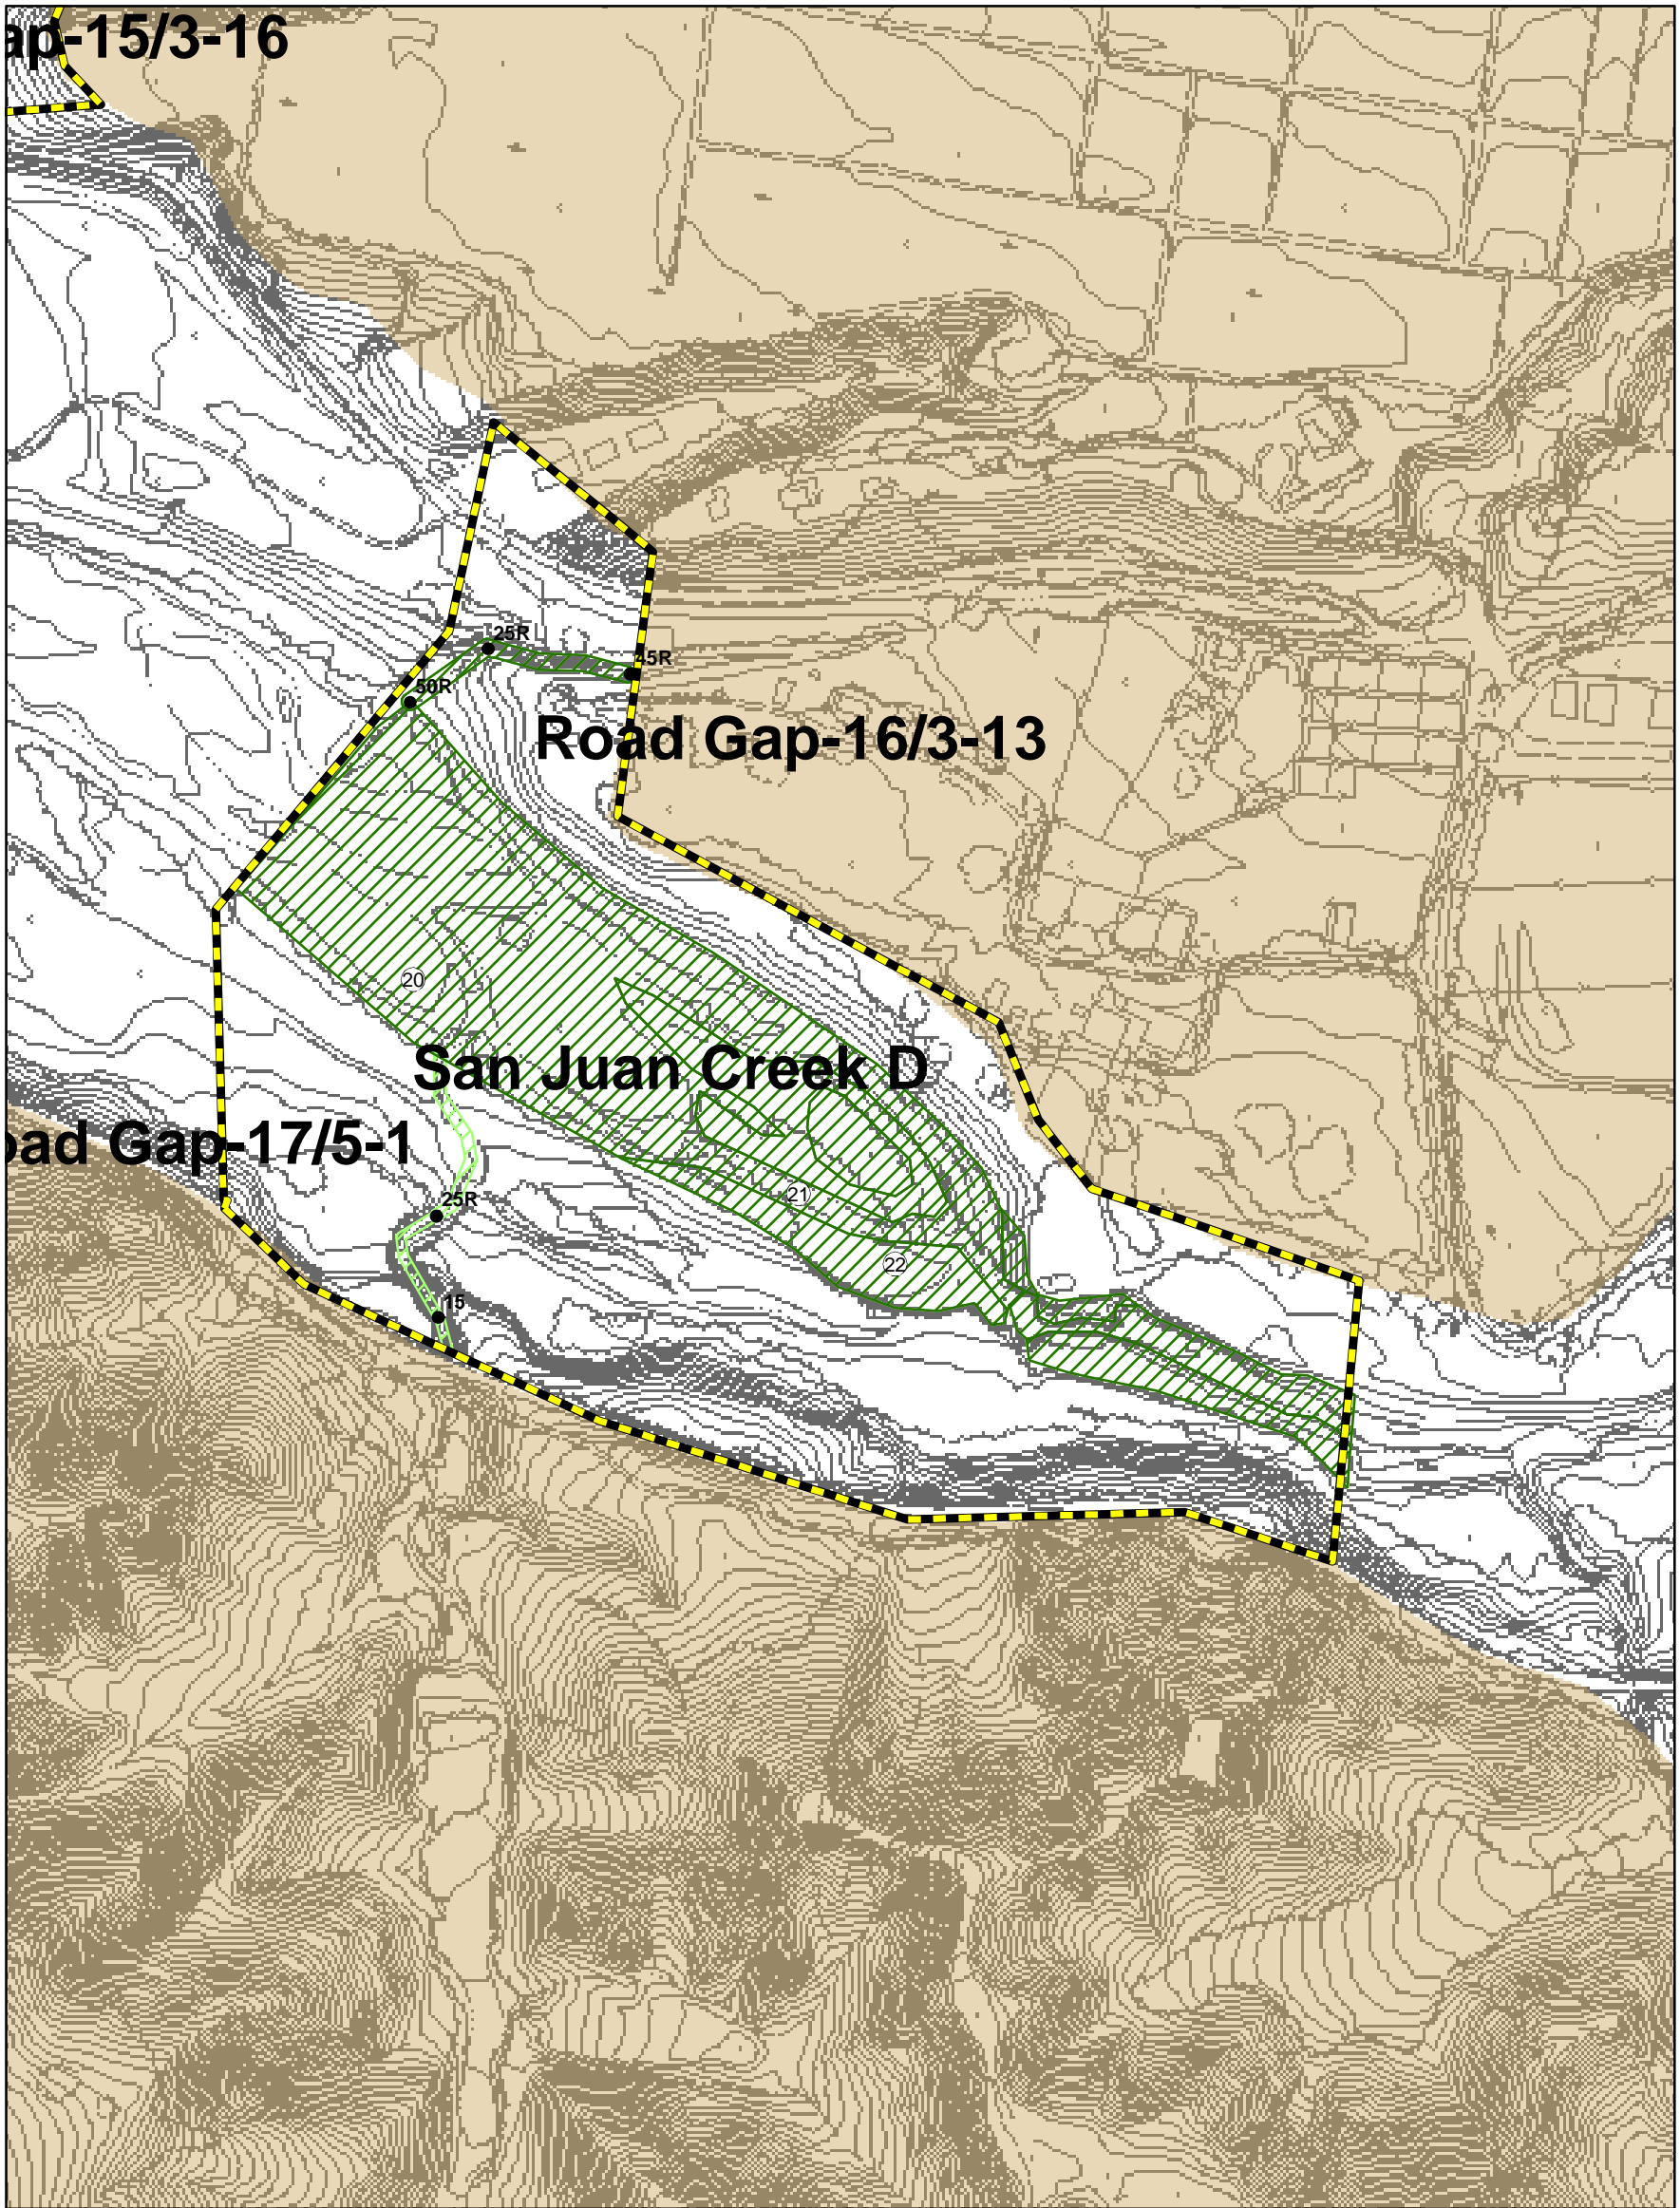 ap-15/3-16
25R
45R
50R
Road Gap-16/3-13
20
San Juan Creek D
oad Gap-17/5-1
21
25R
22
15